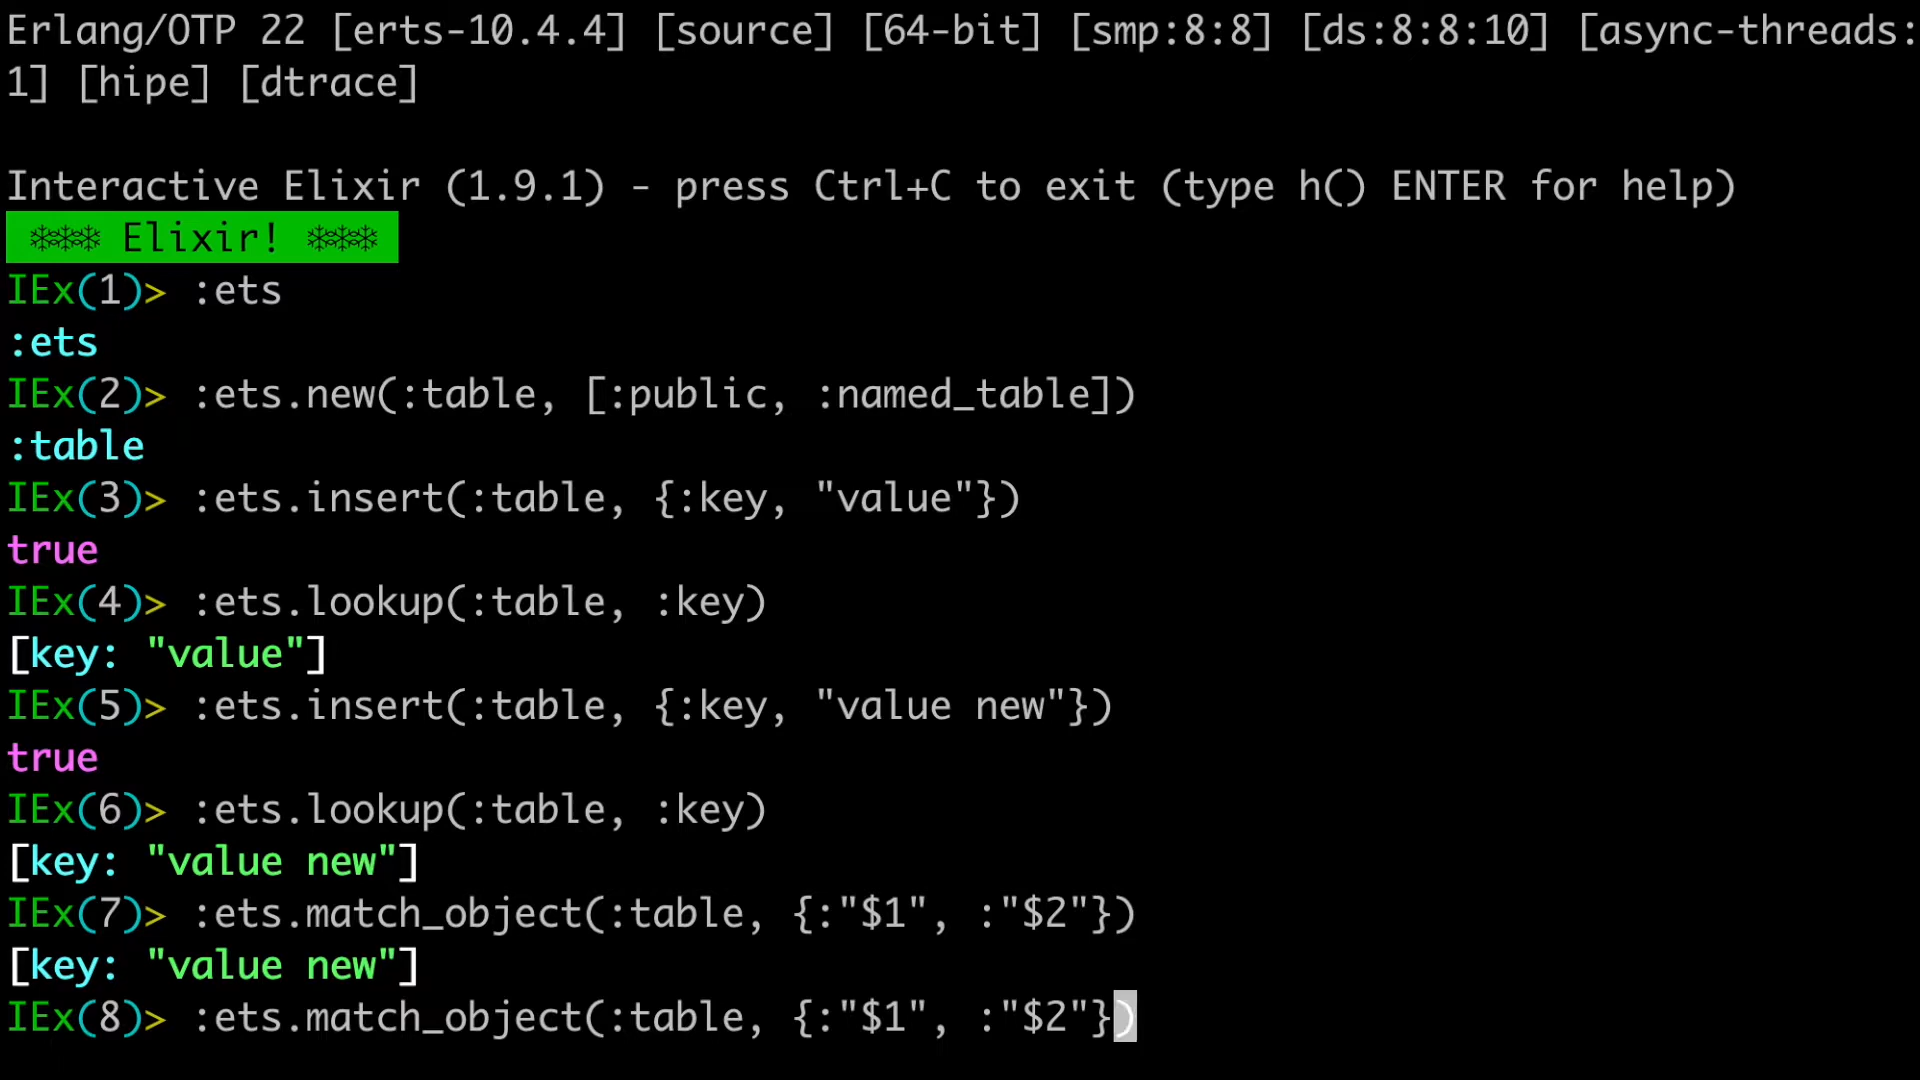 Erlang/OTP 22 [erts-10.4.4] [source] [64-bit] [smp:8:8] [ds:8:8:10] [async-threads:
1] [hipe] [dtrace]
Interactive Elixir (1.9.1) - press Ctrl+C to exit (type h() ENTER for help)
❄❄❄ Elixir! ❄❄❄
IEx(1)> :ets
:ets
IEx(2)> :ets.new(:table, [:public, :named_table])
:table
IEx(3)> :ets.insert(:table, {:key, "value"})
true
IEx(4)> :ets.lookup(:table, :key)
[key: "value"]
IEx(5)> :ets.insert(:table, {:key, "value new"})
true
IEx(6)> :ets.lookup(:table, :key)
[key: "value new"]
IEx(7)> :ets.match_object(:table, {:"$1", :"$2"})
[key: "value new"]
IEx(8)> :ets.match_object(:table, {:"$1", :"$2"})